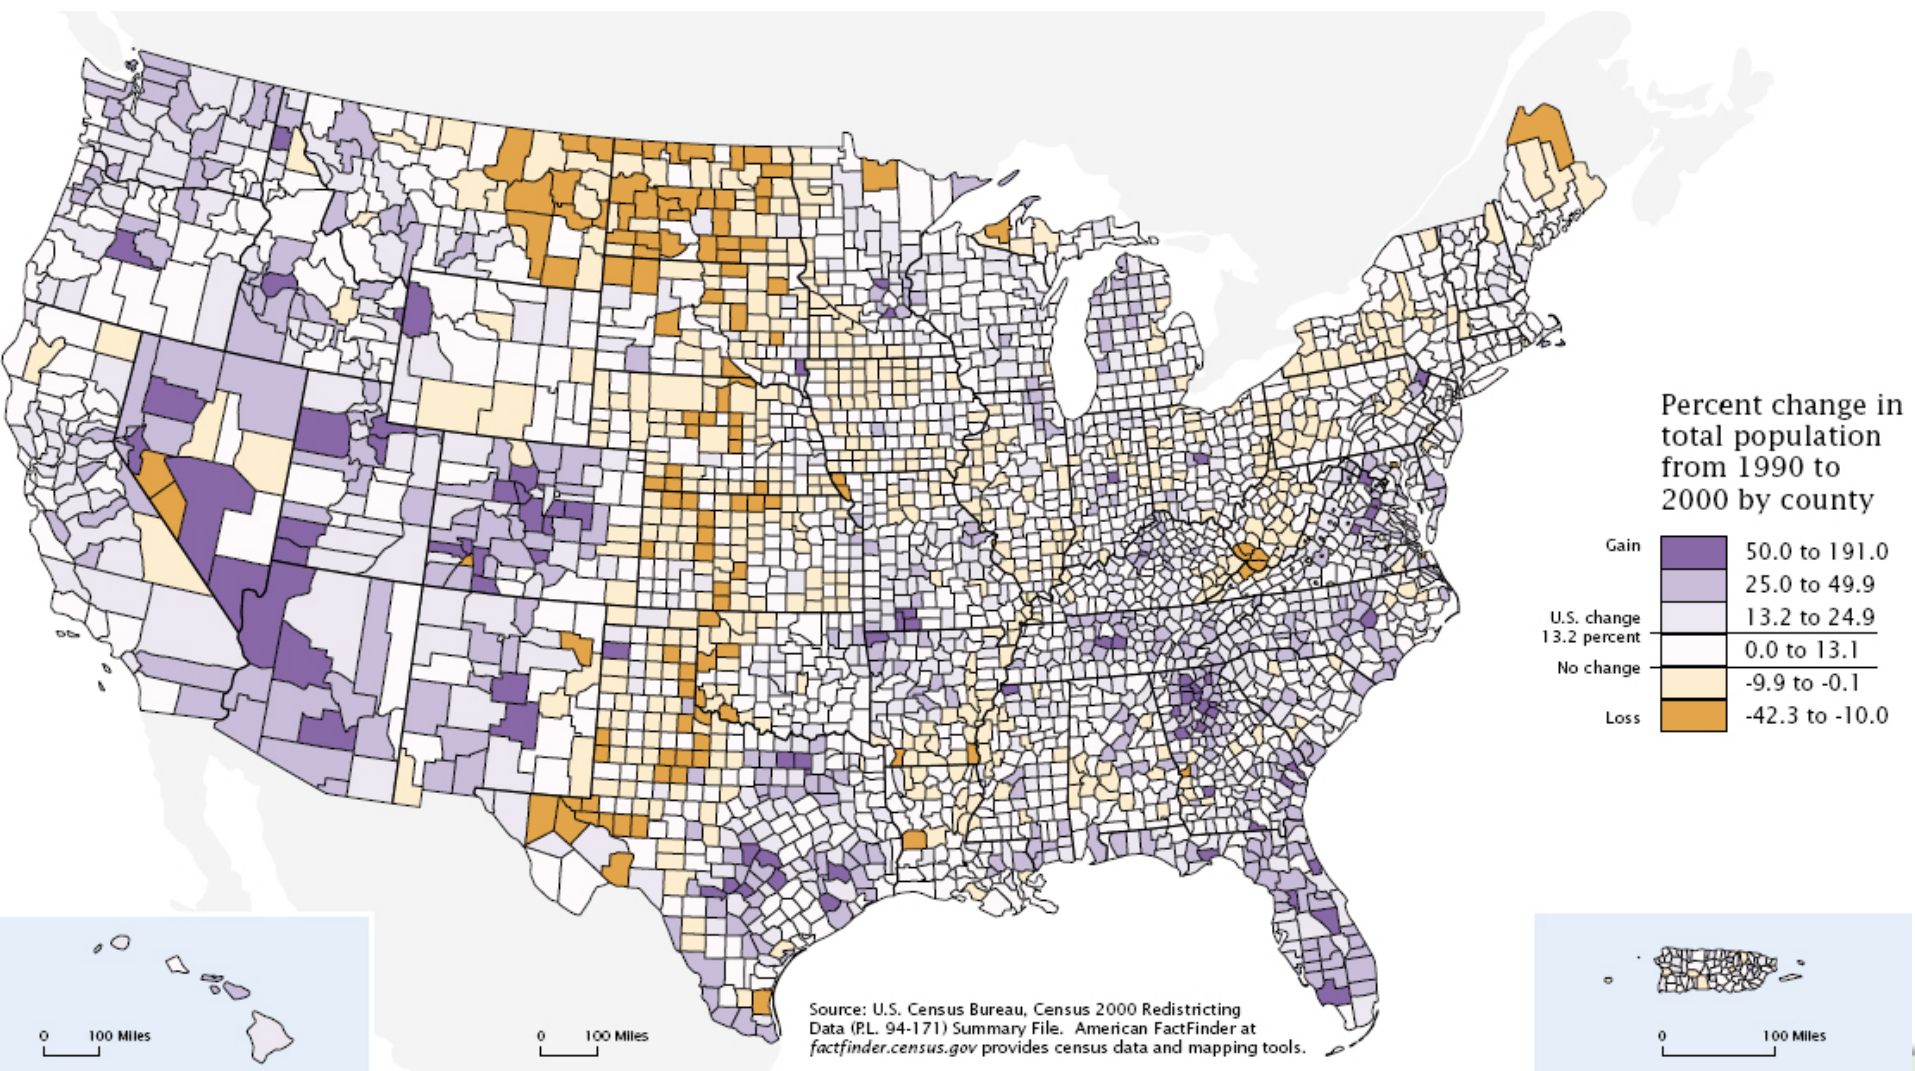 Percent change in
total population
from 1990 to
2000 by county
Gain
50.0 to 191.0
25.0 to 49.9
U.S. change
13.2 percent
13.2 to 24.9
0.0 to 13.1
No change
-9.9 to -0.1
Loss
-42.3 to -10.0
Source: U.S. Census Bureau, Census 2000 Redistricting
Data (P.L. 94-171) Summary File. American FactFinder at
factfinder.census.gov provides census data and mapping tools.
0 100 Miles
0 100 Miles
0 100 Miles